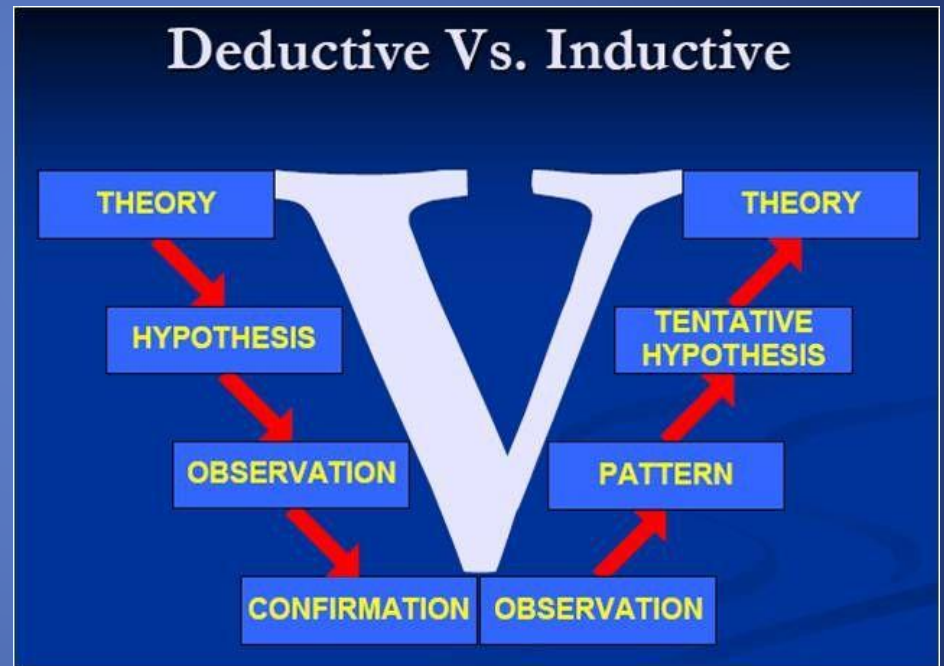 Deductive Vs. Inductive
V
THEORY
HYPOTHESIS
OBSERVATION
CONFIRMATION
THEORY
TENTATIVE
HYPOTHESIS
PATTERN
OBSERVATION